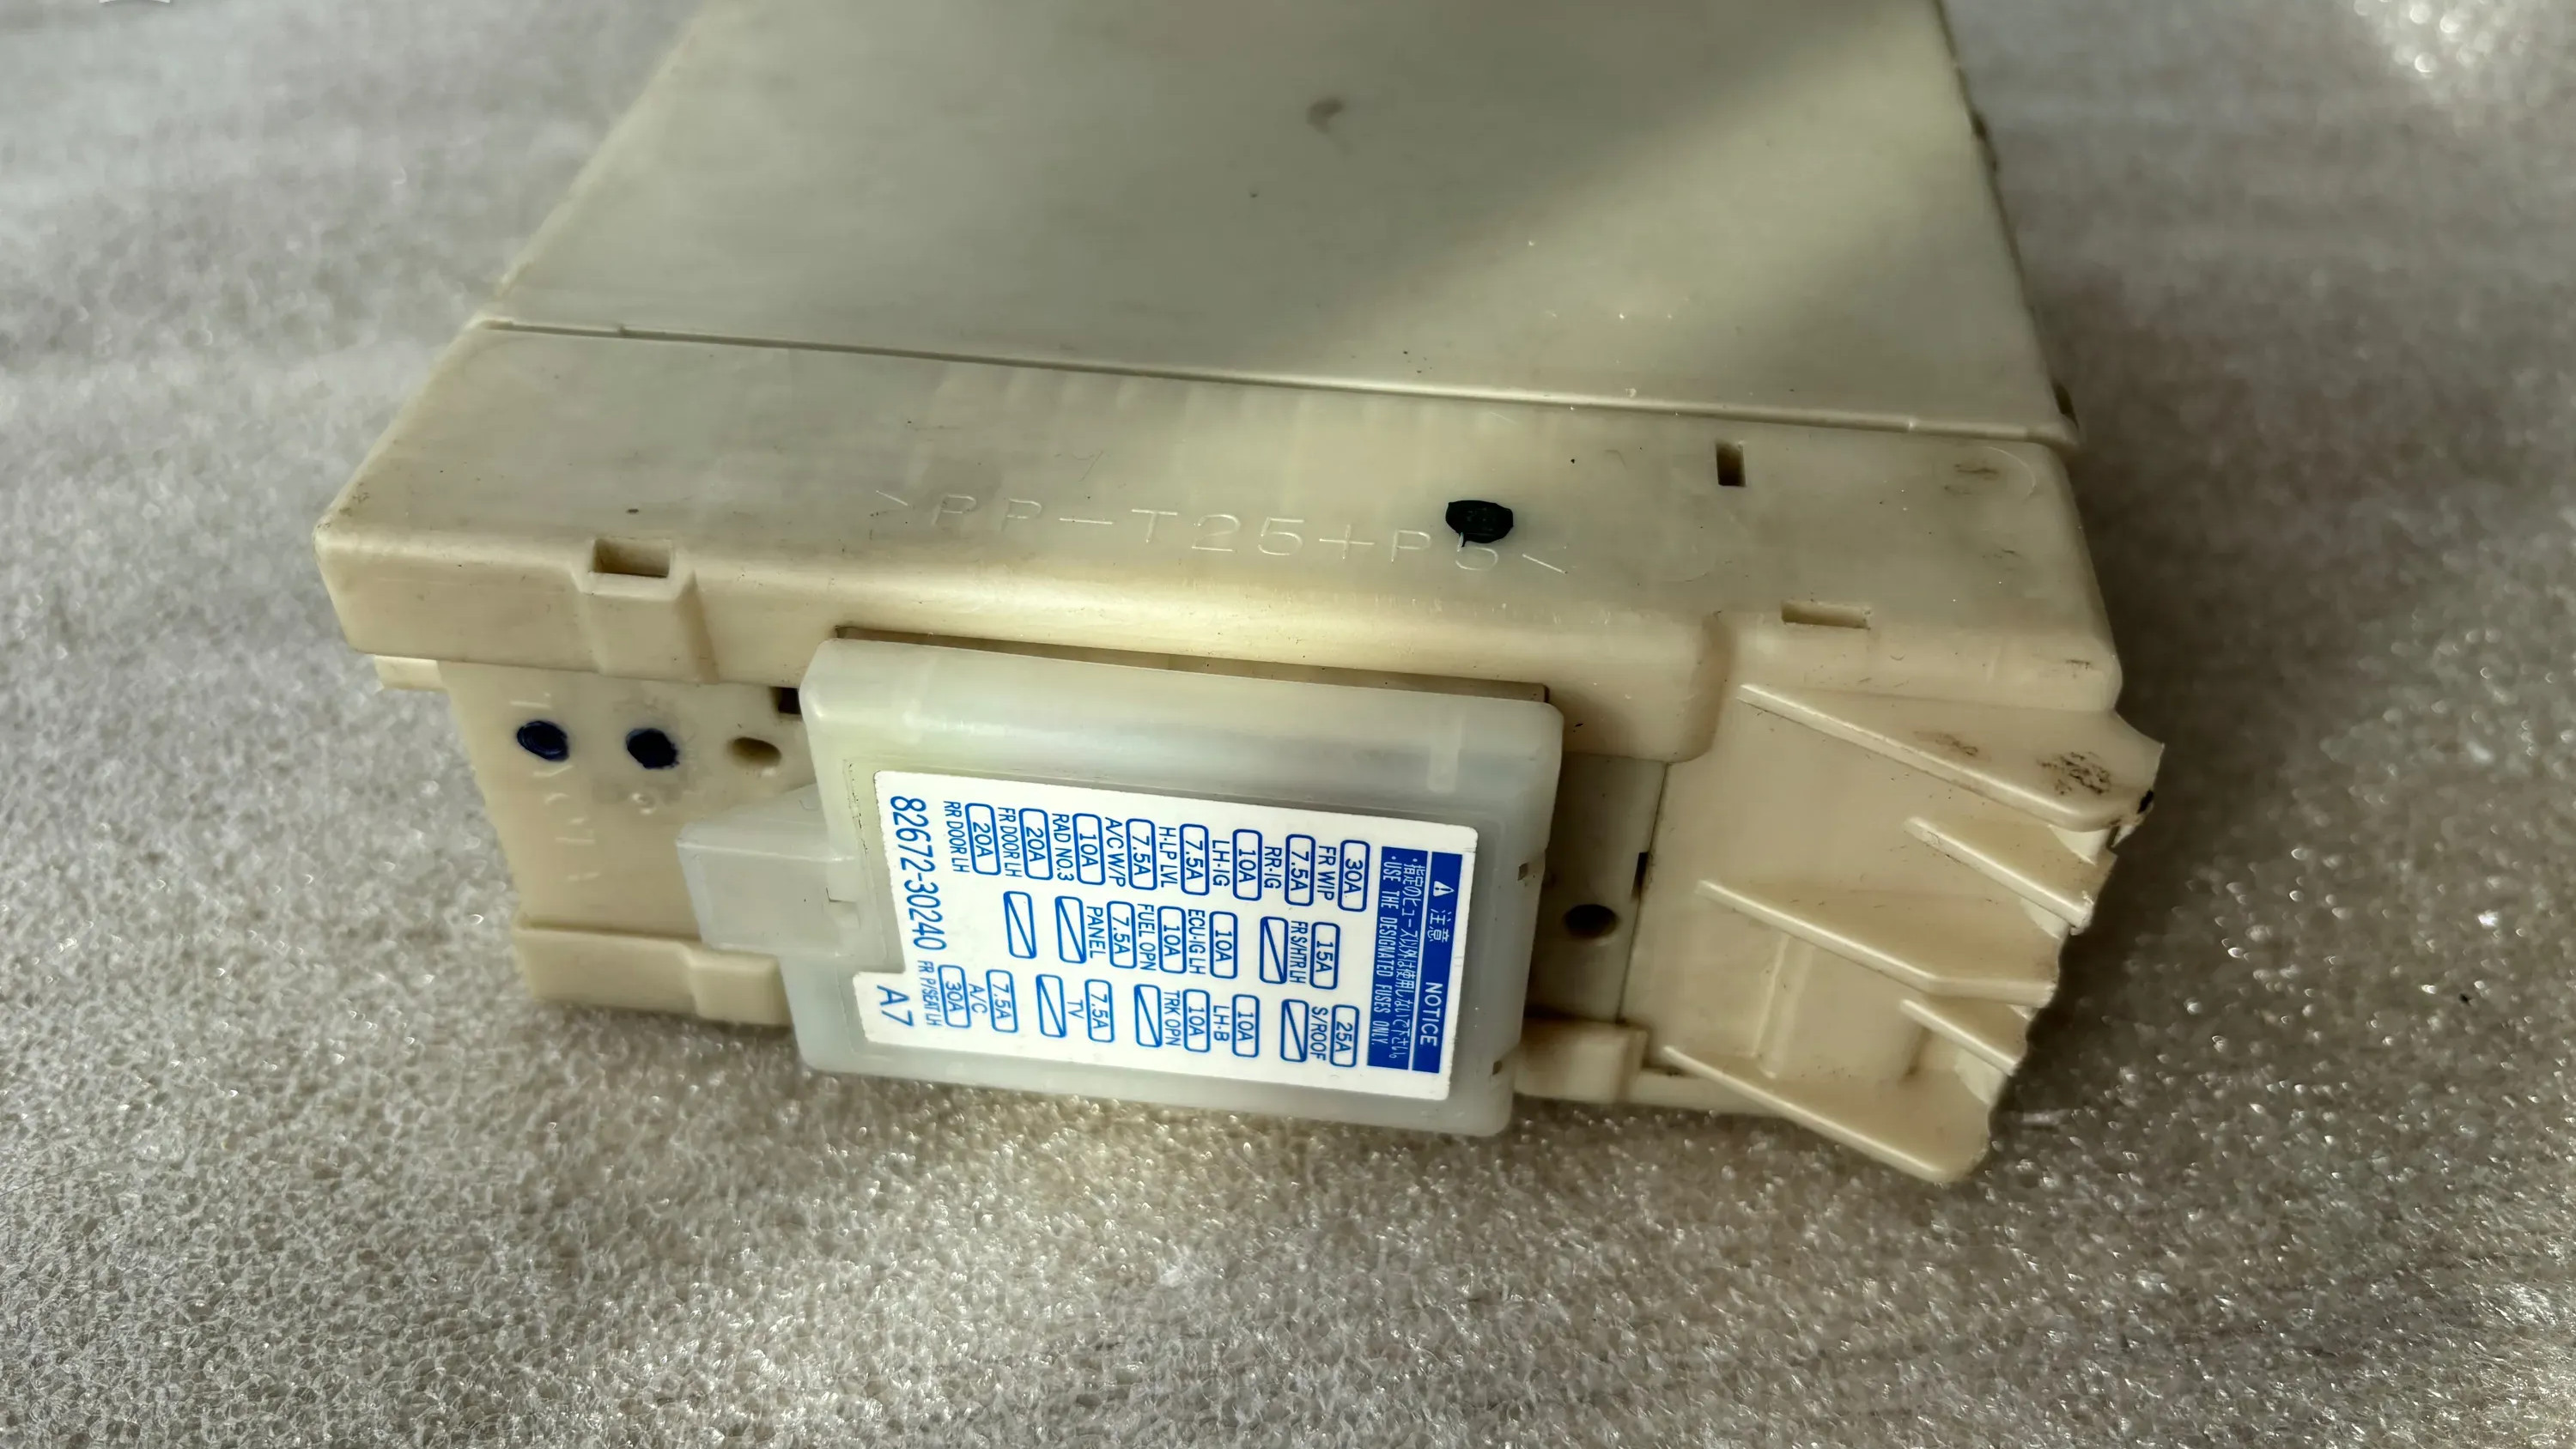 >PP-T25+P5<
⚠ 注意 NOTICE
・指定のヒューズ以外は使用しないで下さい。
・USE THE DESIGNATED FUSES ONLY.
30A 15A 25A
FR WIP FR S/HTR LH S/ROOF
7.5A
RR-IG
10A 10A 10A
LH-IG ECU-IG LH LH-B
7.5A 10A 10A
H-LP LVL FUEL OPN TRK OPN
7.5A 7.5A
A/C W/P PANEL
10A 7.5A
RAD NO.3 TV
20A
FR DOOR LH
20A 7.5A
RR DOOR LH A/C
30A
FR P/SEAT LH
82672-30240 A7